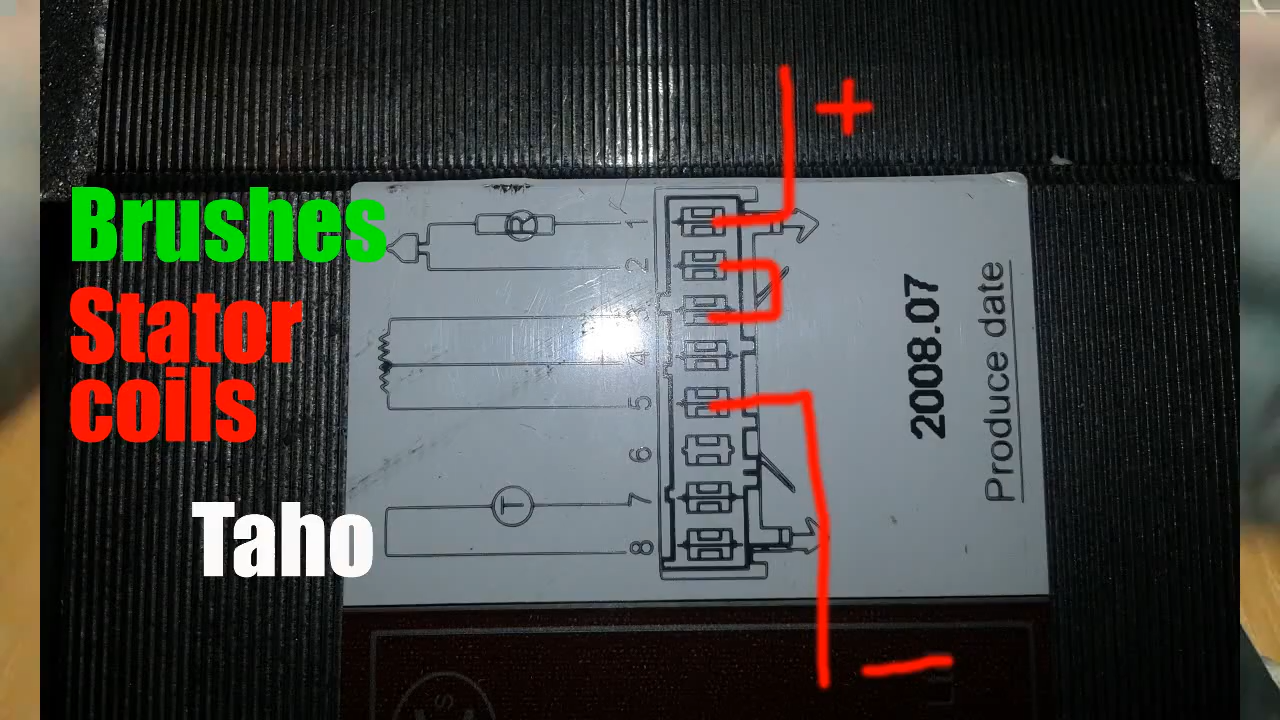 +
Brushes
R
1
2
Stator
coils
3
4
5
6
Taho
T
7
8
2008.07
Produce date
−